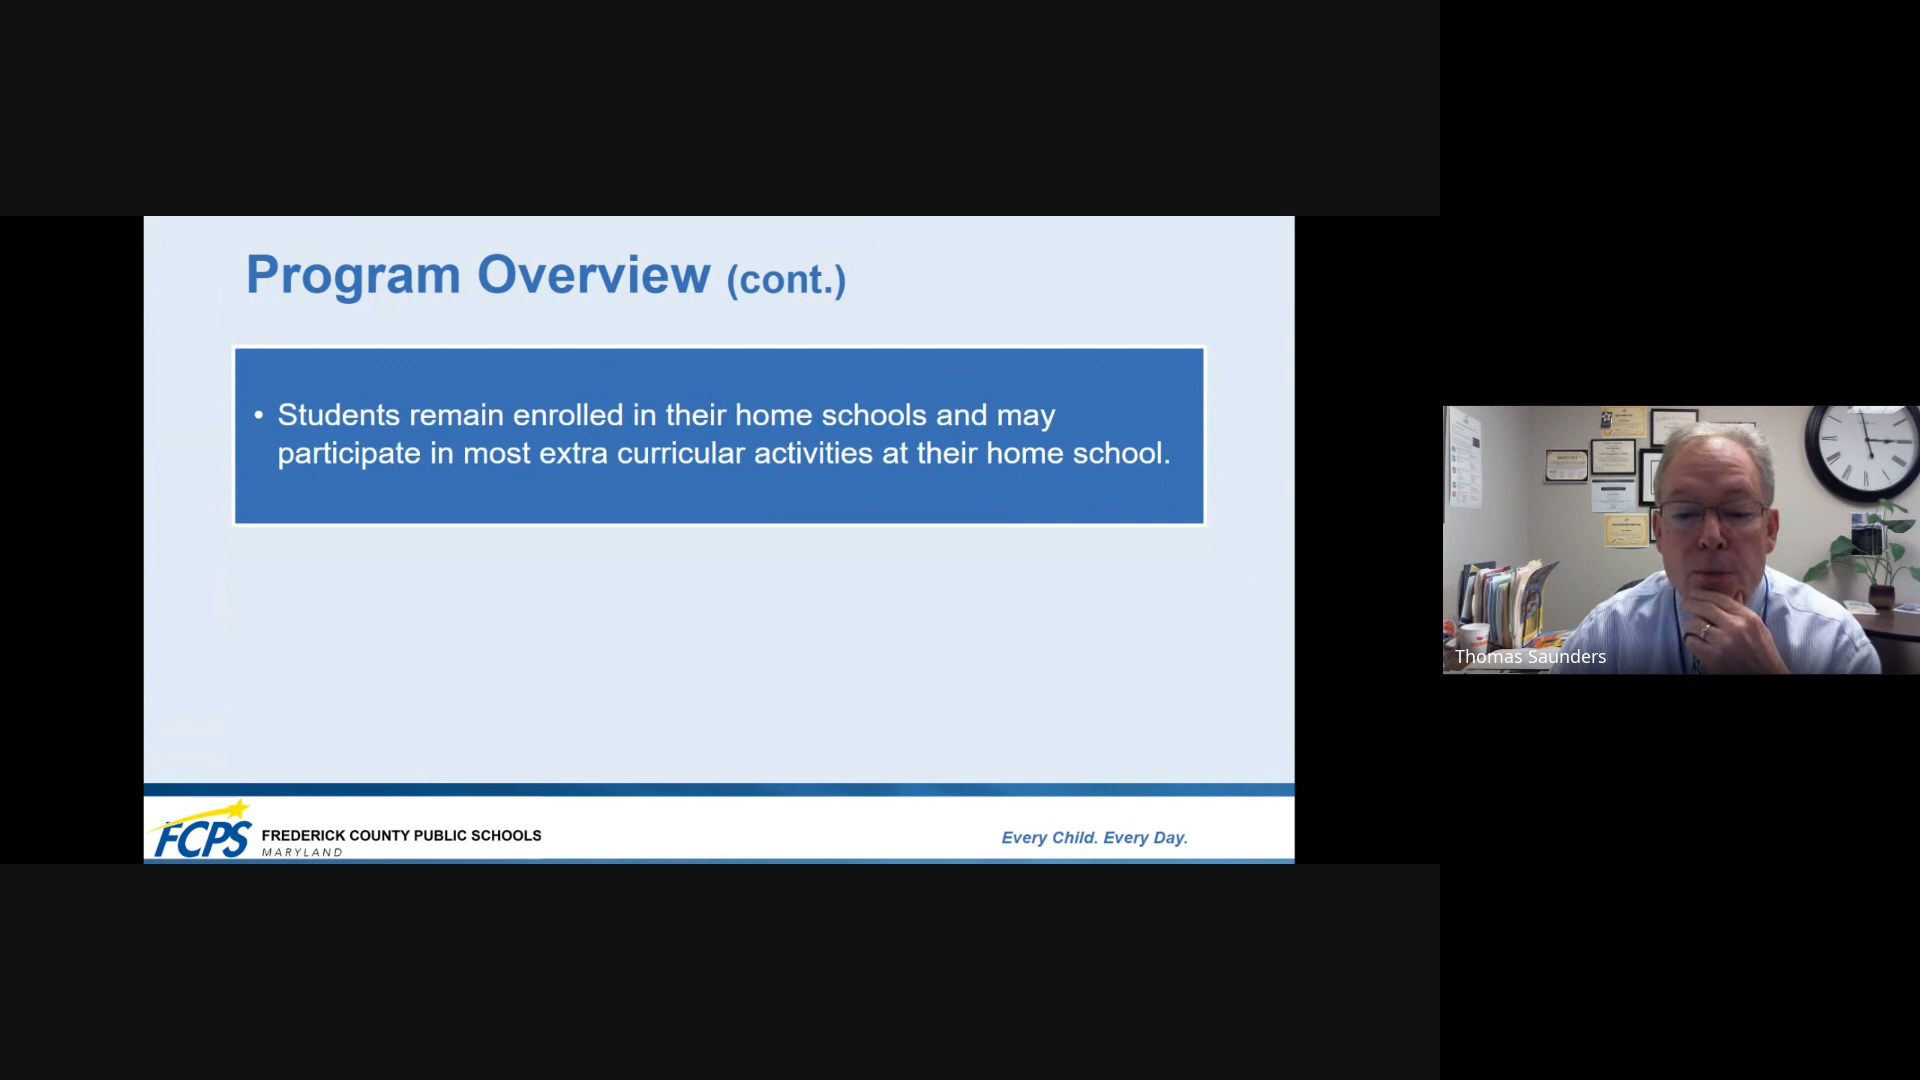 Program Overview (cont.)
• Students remain enrolled in their home schools and may
participate in most extra curricular activities at their home school.
FCPS
FREDERICK COUNTY PUBLIC SCHOOLS
MARYLAND
Every Child. Every Day.
Thomas Saunders